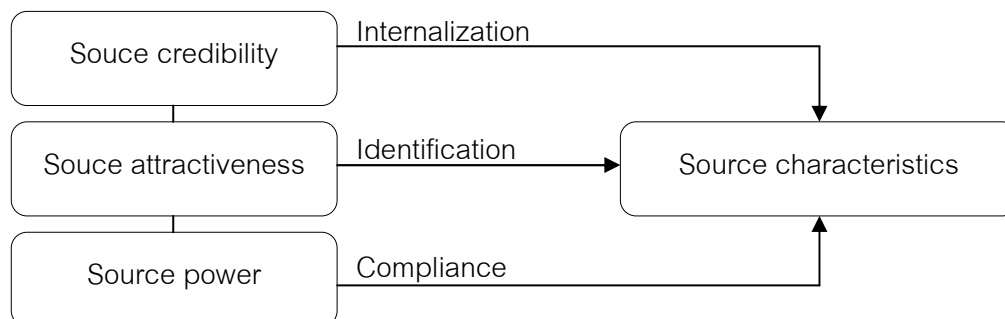 Souce credibility
Internalization
Souce attractiveness
Identification
Source characteristics
Source power
Compliance